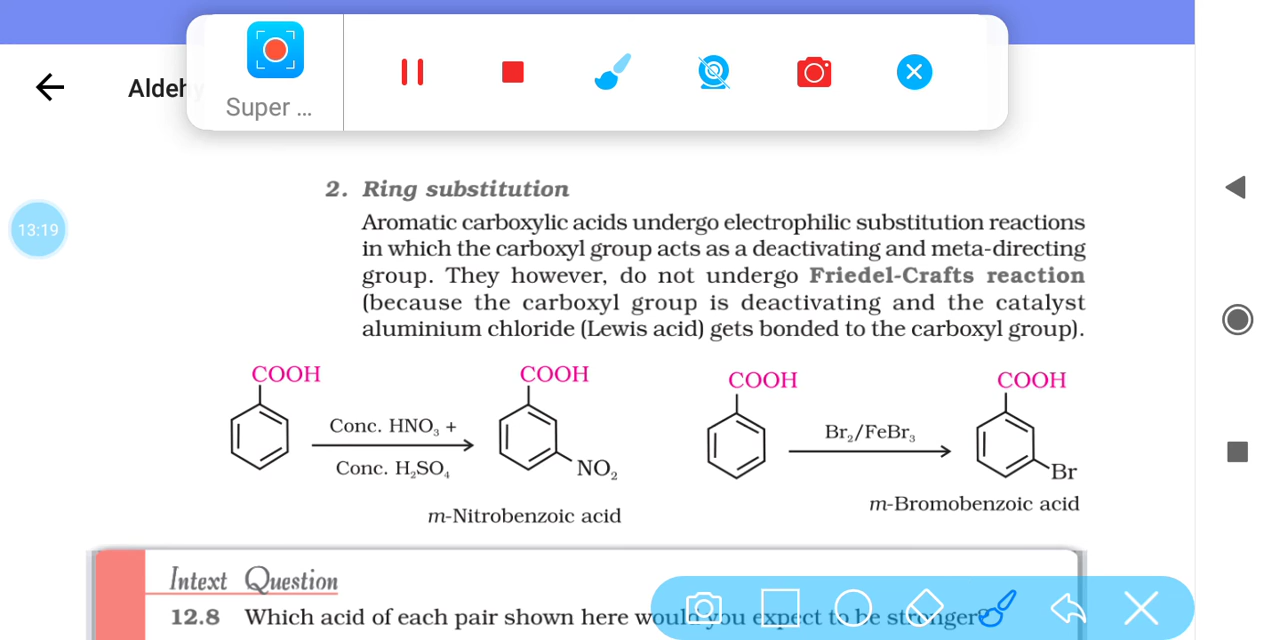 Super ...
Aldehy
13:19
2. Ring substitution
Aromatic carboxylic acids undergo electrophilic substitution reactions
in which the carboxyl group acts as a deactivating and meta-directing
group. They however, do not undergo Friedel-Crafts reaction
(because the carboxyl group is deactivating and the catalyst
aluminium chloride (Lewis acid) gets bonded to the carboxyl group).
COOH COOH COOH COOH
Conc. HNO₃ + Br₂/FeBr₃
Conc. H₂SO₄ NO₂ Br
m-Nitrobenzoic acid m-Bromobenzoic acid
Intext Question
12.8 Which acid of each pair shown here would you expect to be stronger?